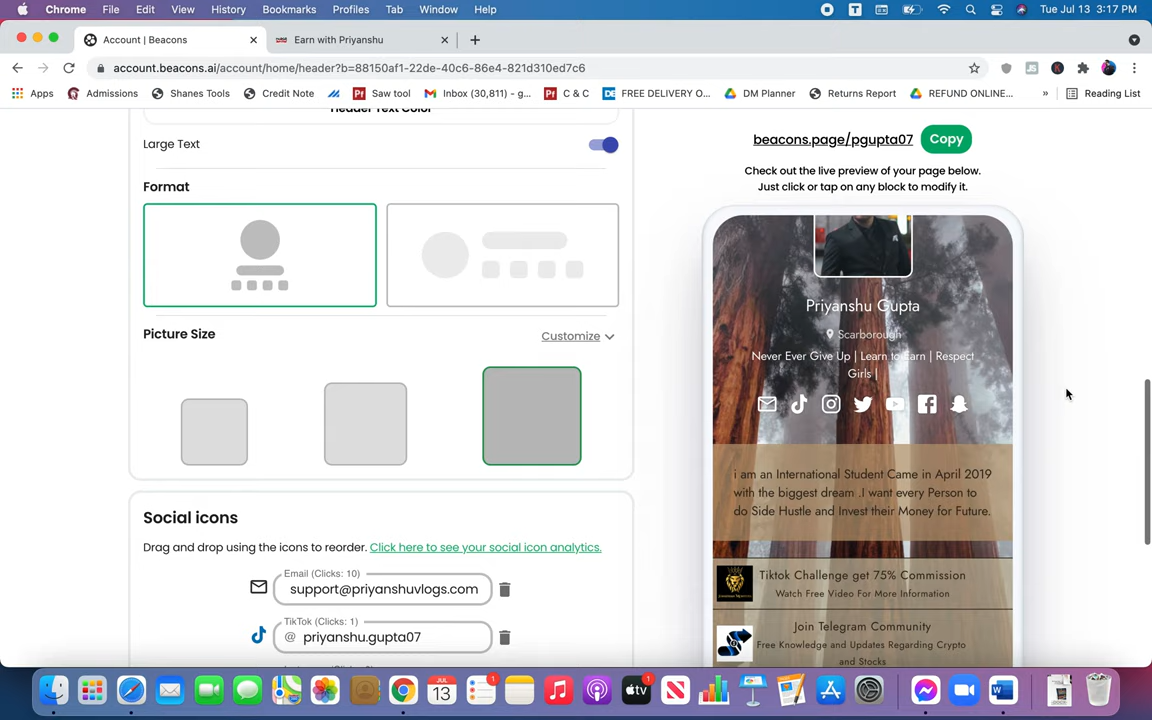 Chrome File Edit View History Bookmarks Profiles Tab Window Help Tue Jul 13 3:17 PM
Account | Beacons Earn with Priyanshu
account.beacons.ai/account/home/header?b=88150af1-22de-40c6-86e4-821d310ed7c6
Apps Admissions Shanes Tools Credit Note Saw tool Inbox (30,811) – g... C & C FREE DELIVERY O... DM Planner Returns Report REFUND ONLINE... » Reading List
Header Text Color
Large Text
Format
Picture Size
Customize
Social icons
Drag and drop using the icons to reorder. Click here to see your social icon analytics.
Email (Clicks: 10)
support@priyanshuvlogs.com
TikTok (Clicks: 1)
@ priyanshu.gupta07
beacons.page/pgupta07 Copy
Check out the live preview of your page below.
Just click or tap on any block to modify it.
Priyanshu Gupta
Scarborough
Never Ever Give Up | Learn to Earn | Respect
Girls |
i am an International Student Came in April 2019
with the biggest dream .I want every Person to
do Side Hustle and Invest their Money for Future.
Tiktok Challenge get 75% Commission
Watch Free Video For More Information
Join Telegram Community
Free Knowledge and Updates Regarding Crypto
and Stocks
JUL
13
1
tv
1